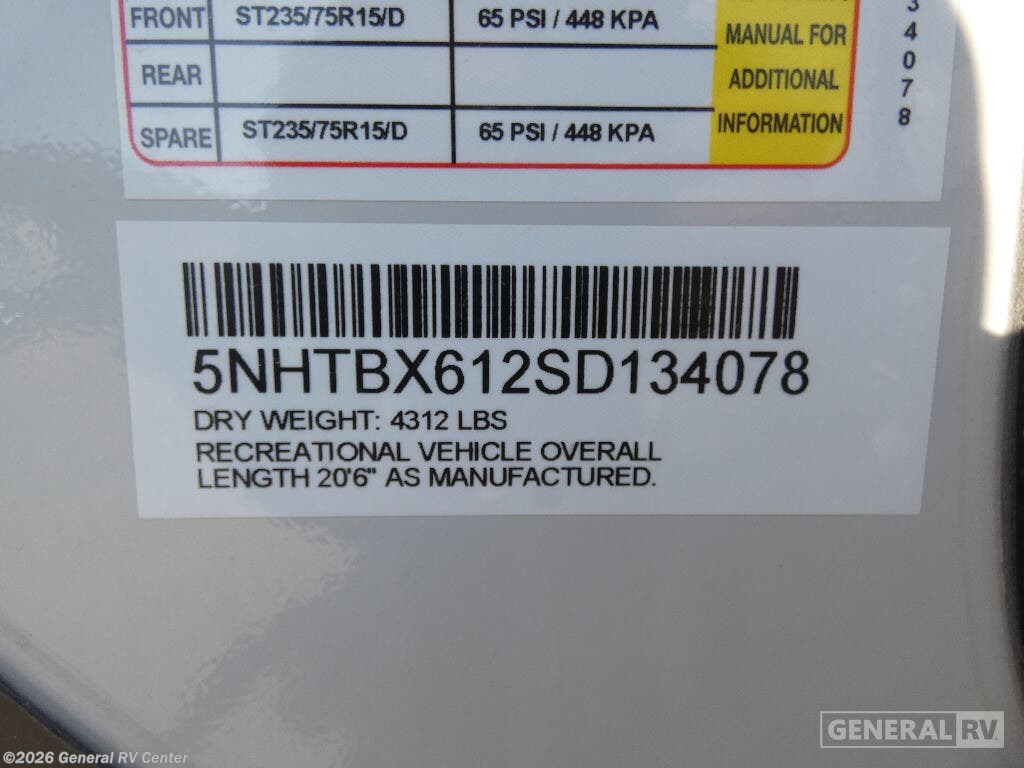 FRONT ST235/75R15/D 65 PSI / 448 KPA
MANUAL FOR
REAR
ADDITIONAL
SPARE ST235/75R15/D 65 PSI / 448 KPA
INFORMATION
3
4
0
7
8
5NHTBX612SD134078
DRY WEIGHT: 4312 LBS
RECREATIONAL VEHICLE OVERALL
LENGTH 20'6" AS MANUFACTURED.
GENERAL RV
©2026 General RV Center